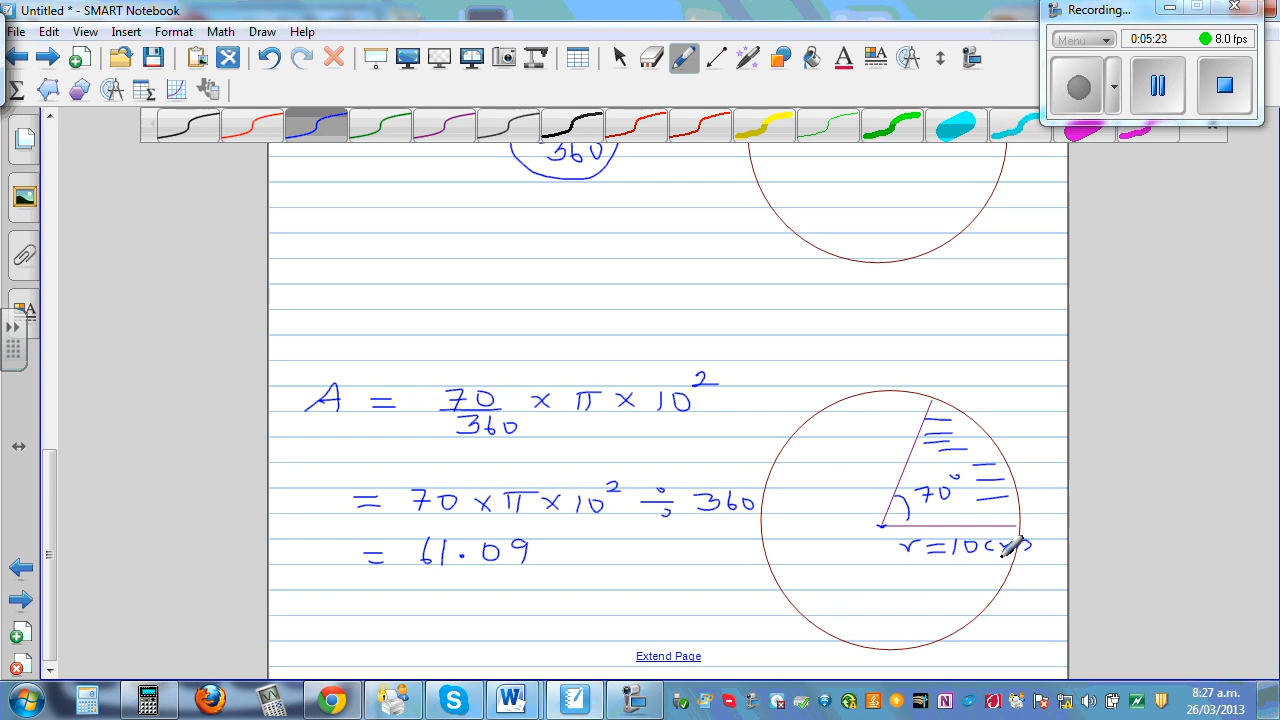 Untitled * - SMART Notebook
Recording...
File Edit View Insert Format Math Draw Help
Menu
0:05:23
8.0 fps
360
A = 70/360 × π × 10²
70°
= 70 × π × 10² ÷ 360
r = 10cm
= 61.09
Extend Page
8:27 a.m.
26/03/2013